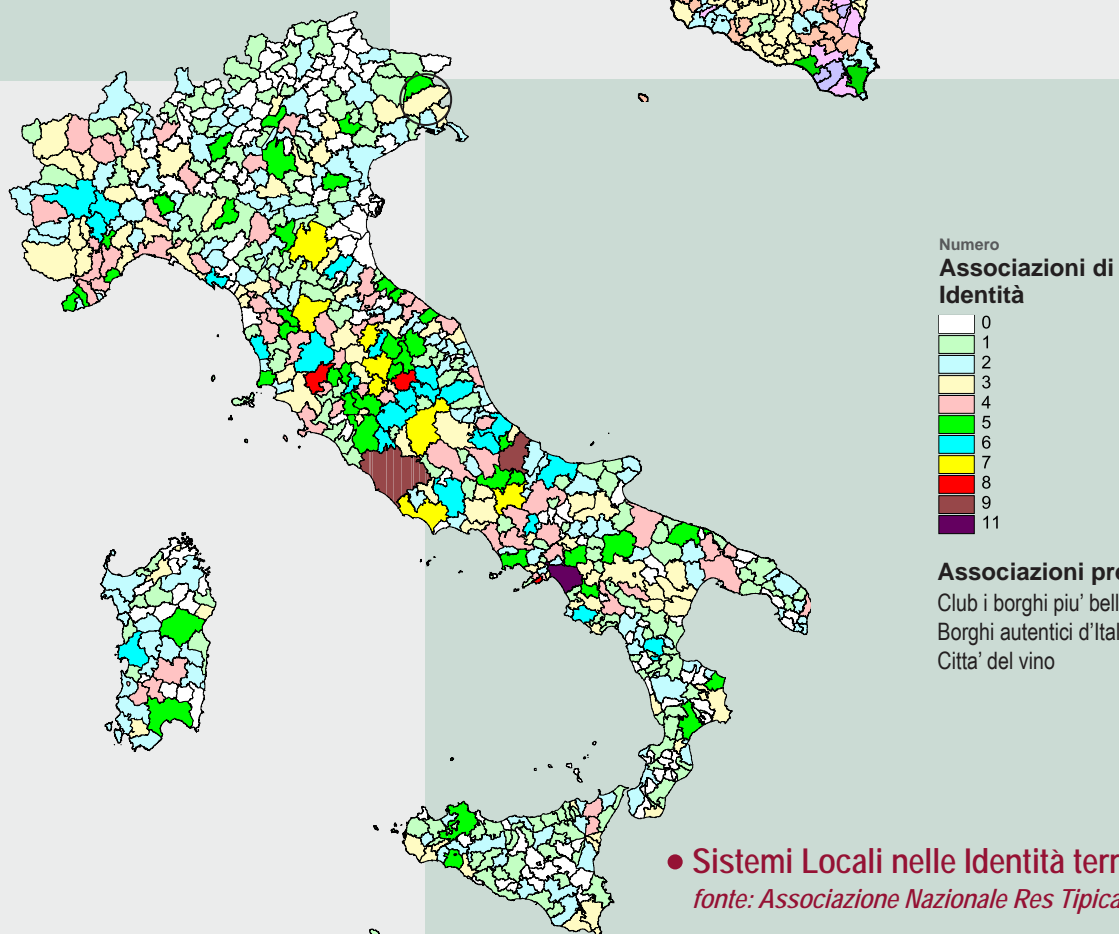 Numero
Associazioni di
Identità
0
1
2
3
4
5
6
7
8
9
11
Associazioni pro
Club i borghi piu' bell
Borghi autentici d'Ital
Citta' del vino
• Sistemi Locali nelle Identità terr
fonte: Associazione Nazionale Res Tipica